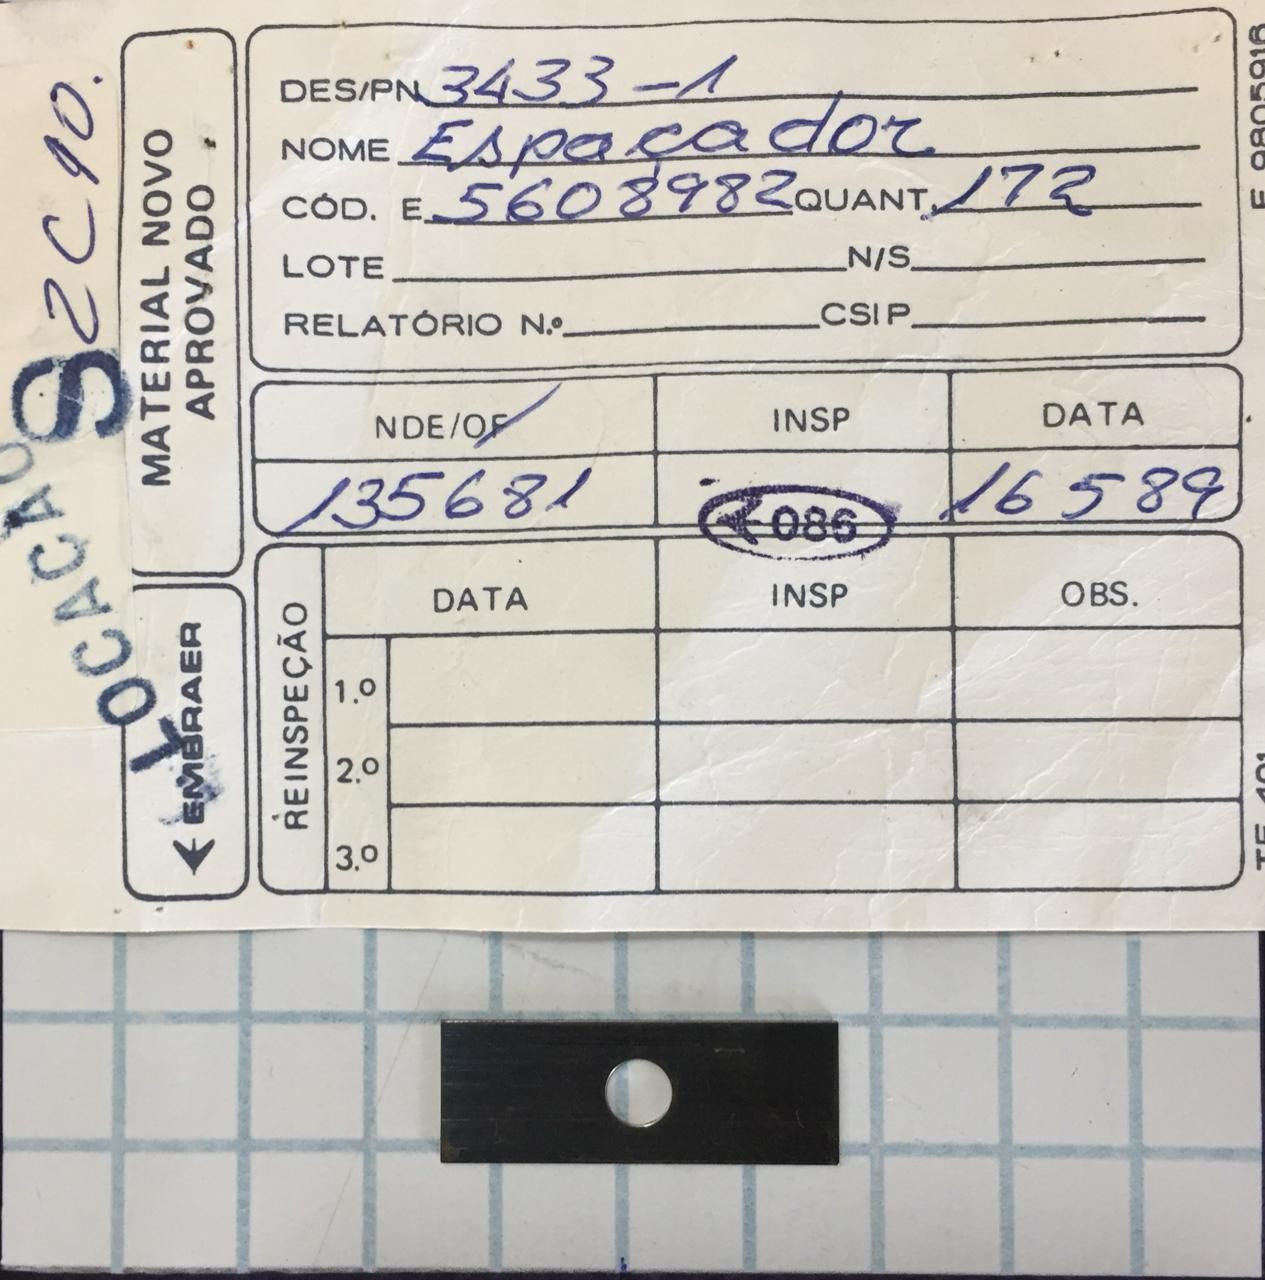 DES/PN 3433-1
NOME Espaçador
CÓD. E. 5608982 QUANT. 172
LOTE N/S
RELATÓRIO N.º CSIP
NDE/OF INSP DATA
135681 A 086 16 5 89
REINSPEÇÃO
DATA INSP OBS.
1.º
2.º
3.º
MATERIAL NOVO
APROVADO
EMBRAER
LOCAÇÃO
S2C10.